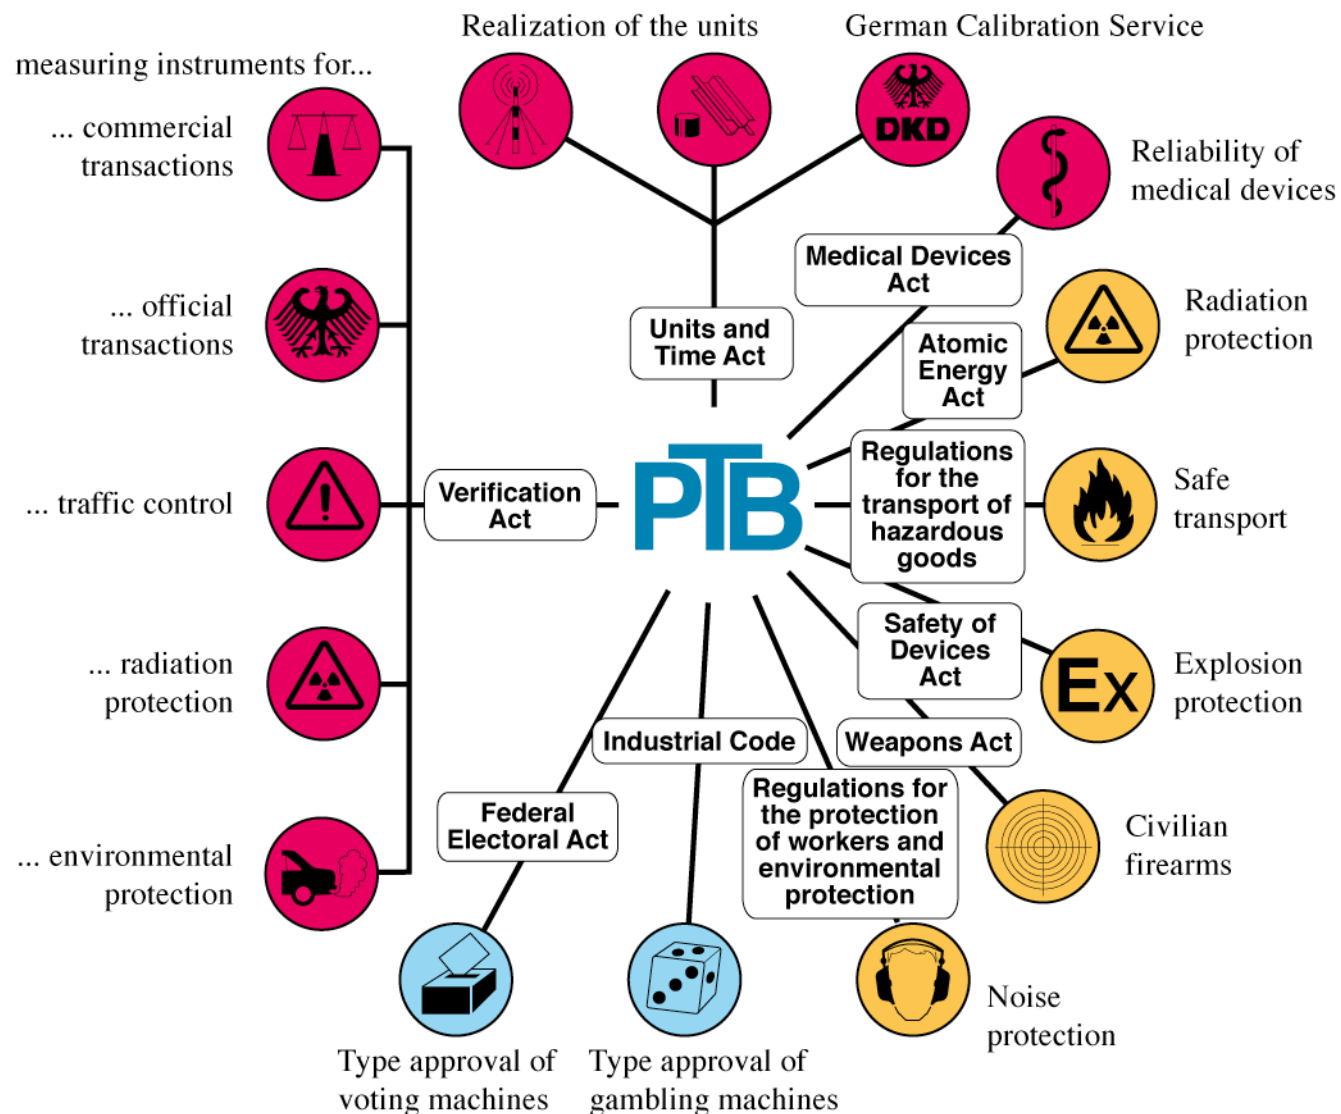 Realization of the units
German Calibration Service
measuring instruments for...
... commercial
transactions
DKD
Reliability of
medical devices
Medical Devices
Act
... official
transactions
Units and
Time Act
Atomic
Energy
Act
Radiation
protection
... traffic control
Verification
Act
PTB
Regulations
for the
transport of
hazardous
goods
Safe
transport
... radiation
protection
Safety of
Devices
Act
Ex
Explosion
protection
Industrial Code
Weapons Act
Federal
Electoral Act
Regulations for
the protection
of workers and
environmental
protection
Civilian
firearms
... environmental
protection
Noise
protection
Type approval of
voting machines
Type approval of
gambling machines